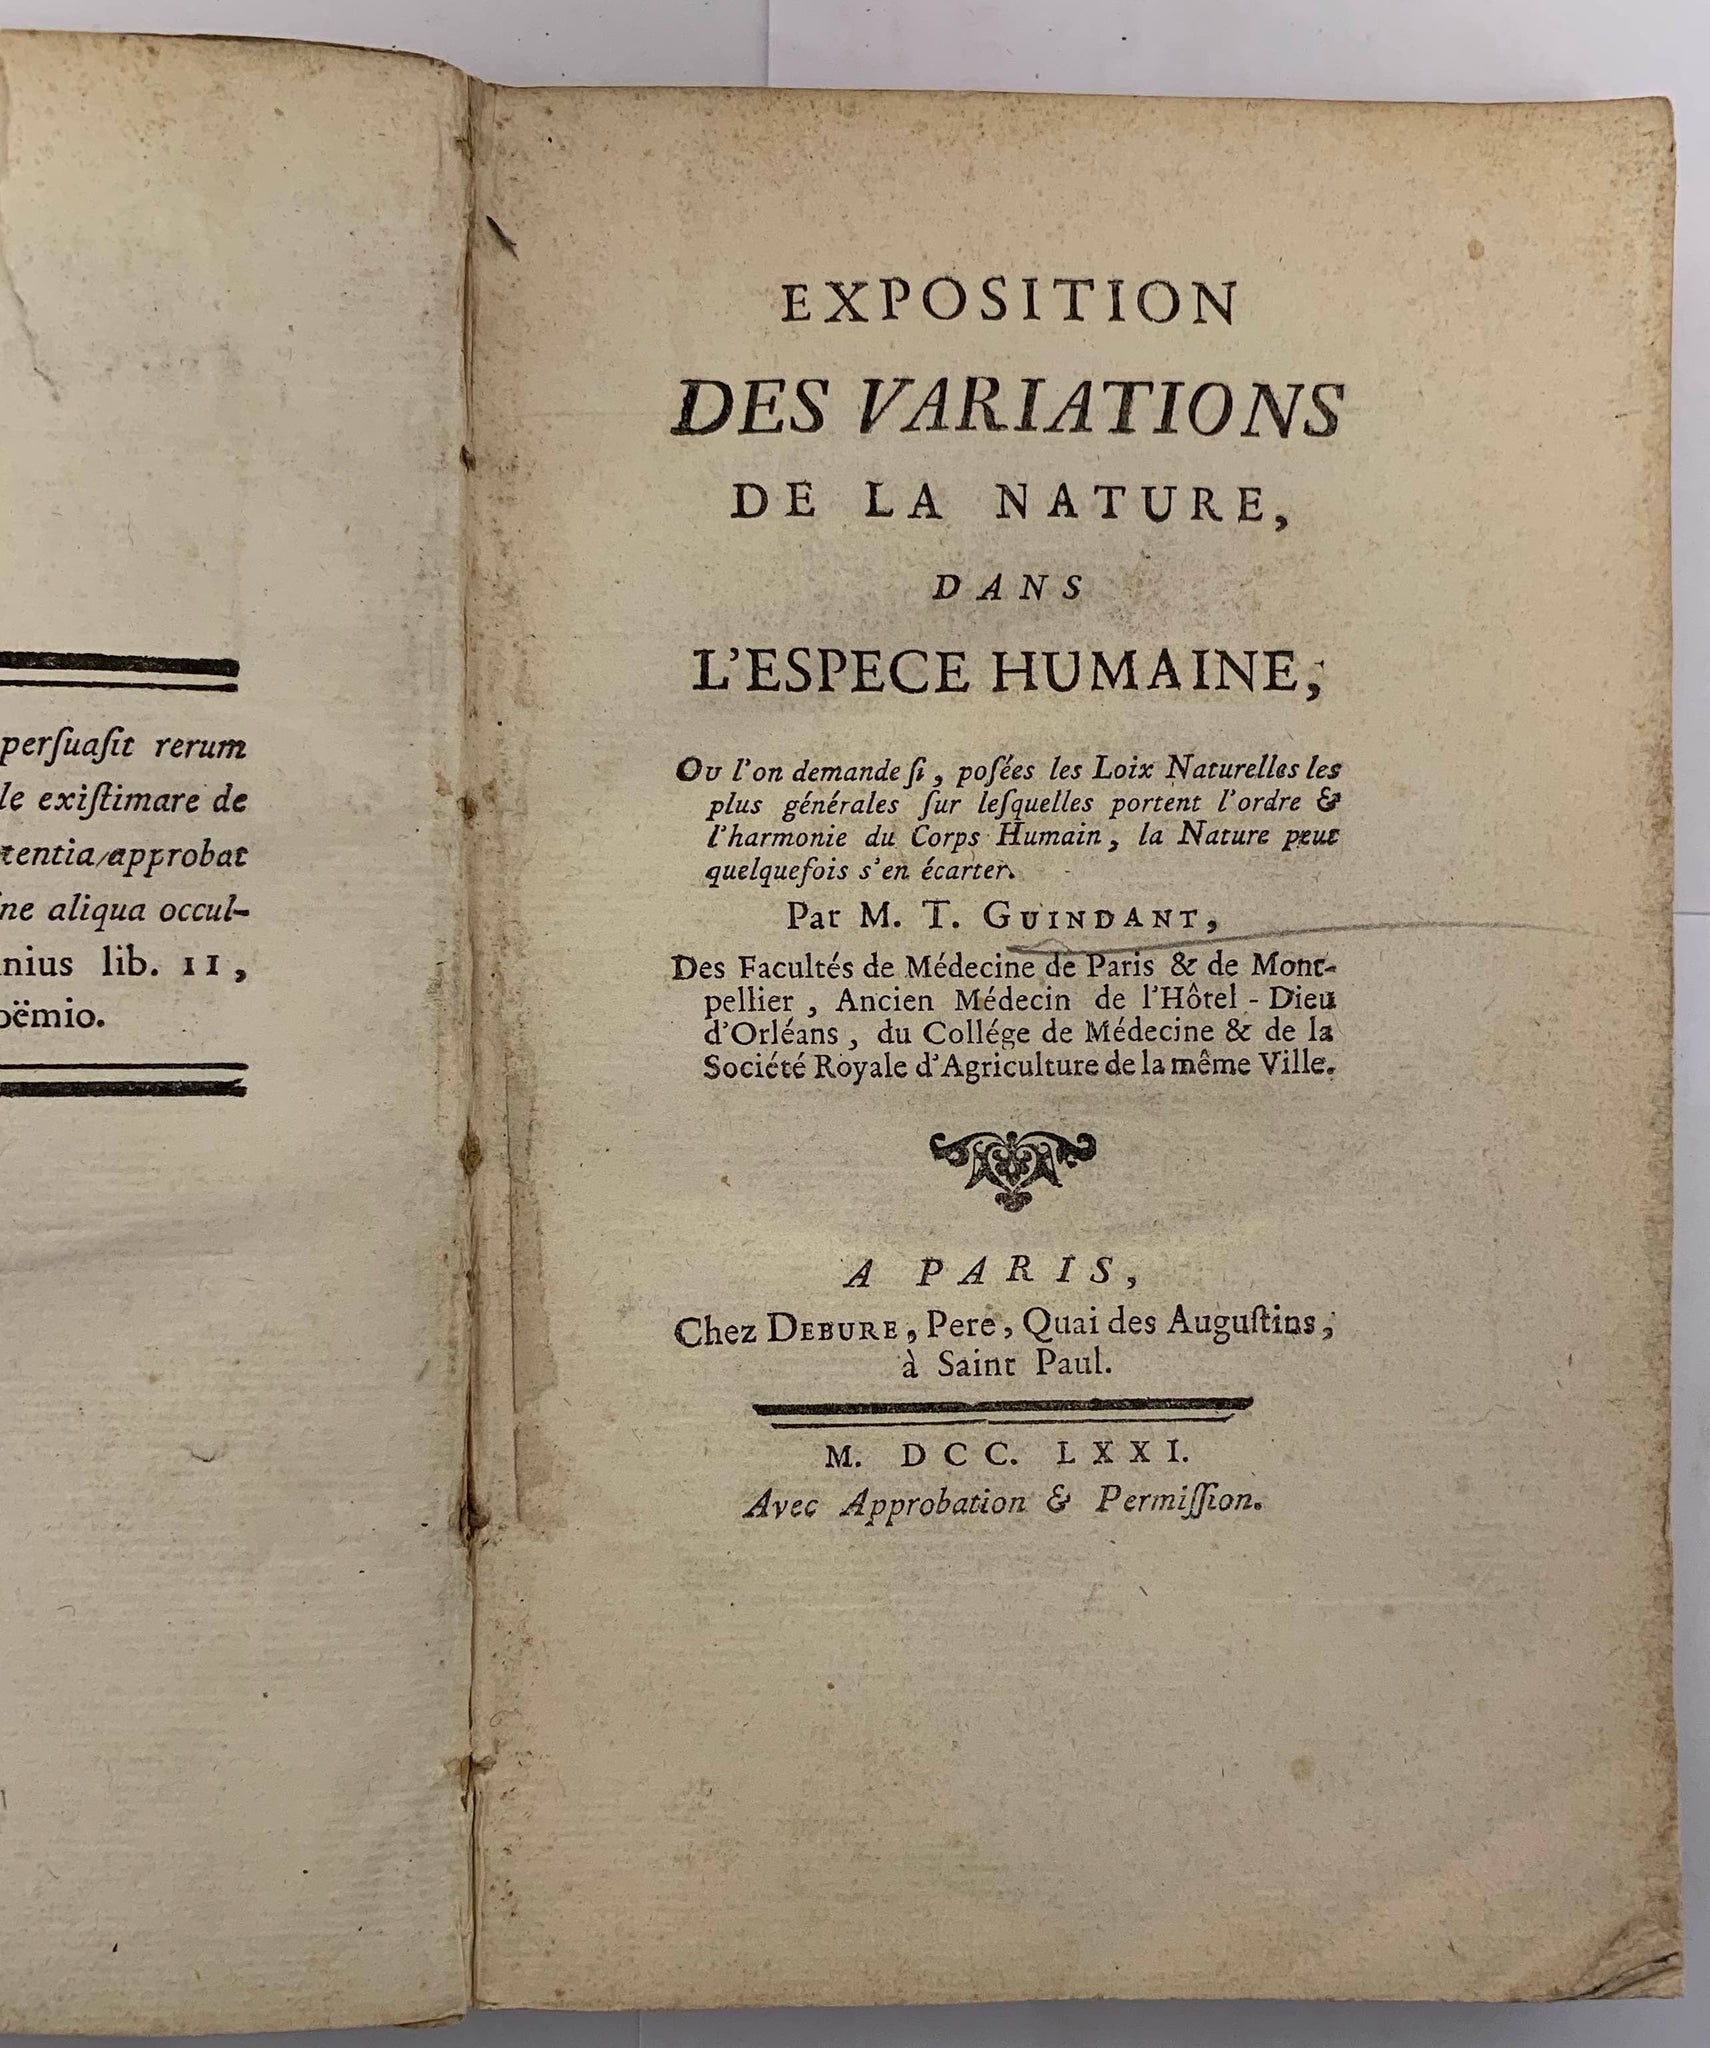 perſuaſit rerum
le exiſtimare de
tentia approbat
ne aliqua occul-
nius lib. 11,
oëmio.
EXPOSITION
DES VARIATIONS
DE LA NATURE,
DANS
L'ESPECE HUMAINE;
Ou l'on demande ſi, poſées les Loix Naturelles les
plus générales ſur leſquelles portent l'ordre &
l'harmonie du Corps Humain, la Nature peut
quelquefois s'en écarter.
Par M. T. GUINDANT,
Des Facultés de Médecine de Paris & de Mont-
pellier, Ancien Médecin de l'Hôtel-Dieu
d'Orléans, du Collége de Médecine & de la
Société Royale d'Agriculture de la même Ville.
A PARIS,
Chez DEBURE, Pere, Quai des Auguſtins,
à Saint Paul.
M. DCC. LXXI.
Avec Approbation & Permiſſion.